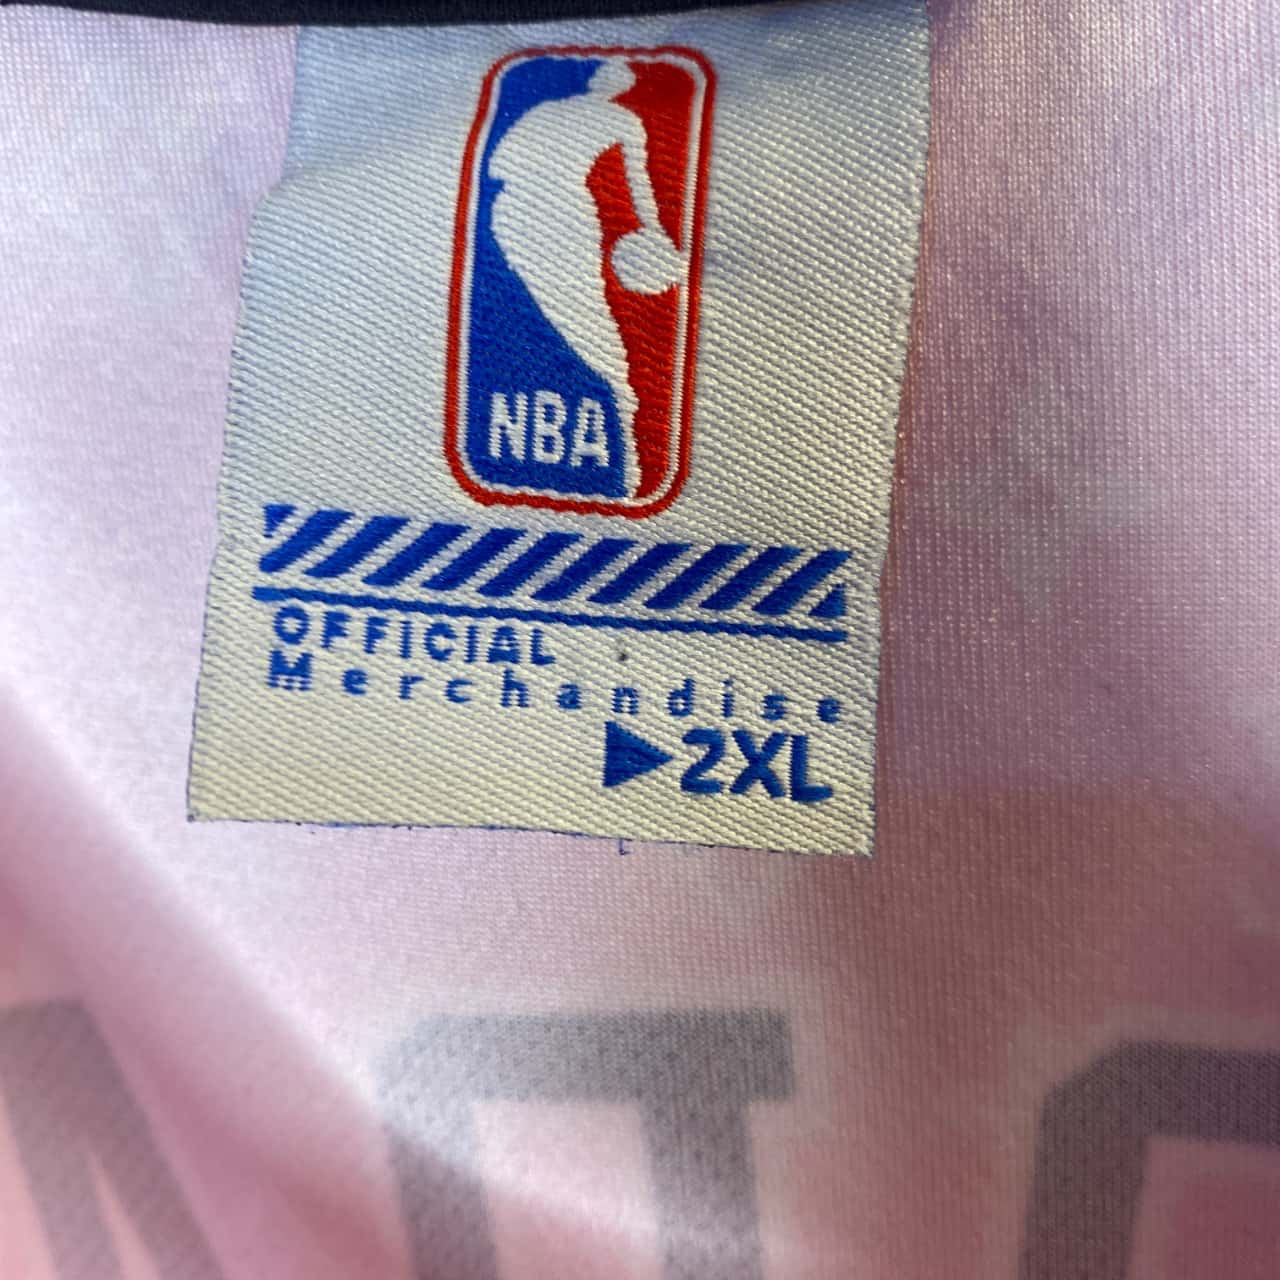 NBA
OFFICIAL
Merchandise
▶2XL